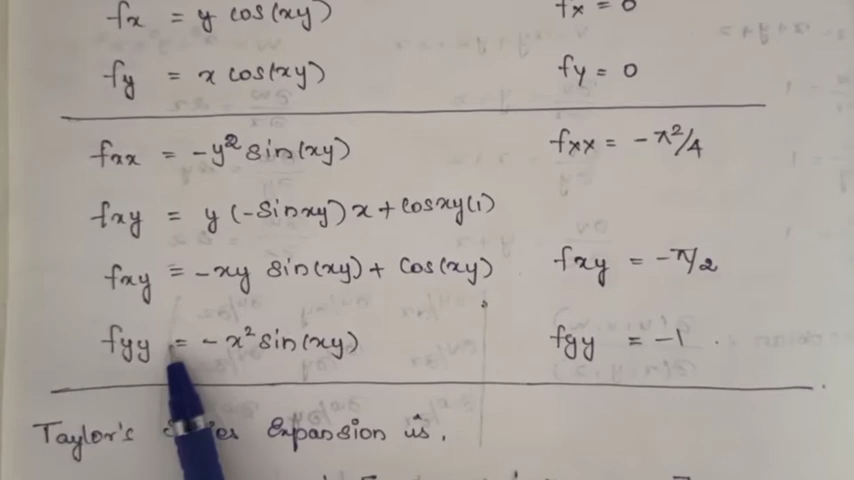 fx = y cos(xy) fx = 0
fy = x cos(xy) fy = 0
fxx = -y² sin(xy) fxx = -π²/4
fxy = y(-sinxy)x + cosxy(1)
fxy = -xy sin(xy) + cos(xy) fxy = -π/2
fyy = -x² sin(xy) fyy = -1 .
Taylor's Expansion is,